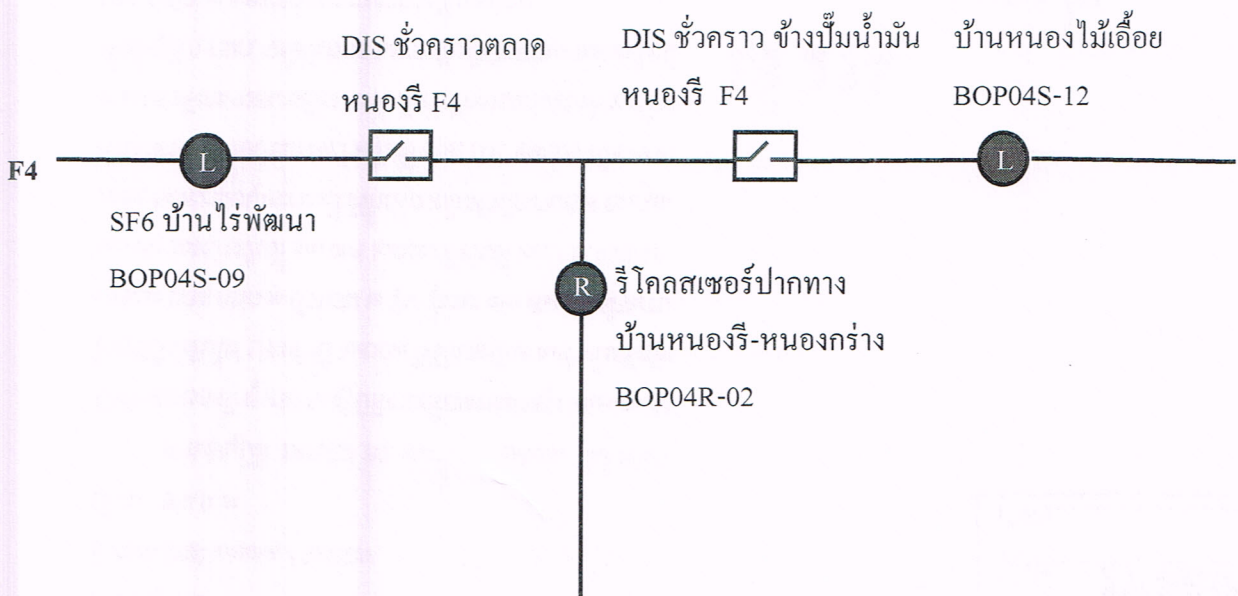 DIS ชั่วคราวตลาด
หนองรี F4
DIS ชั่วคราว ข้างปั๊มน้ำมัน
หนองรี F4
บ้านหนองไม้เอื้อย
BOP04S-12
F4
L
L
SF6 บ้านไร่พัฒนา
BOP04S-09
R
รีโคลสเซอร์ปากทาง
บ้านหนองรี-หนองกร่าง
BOP04R-02